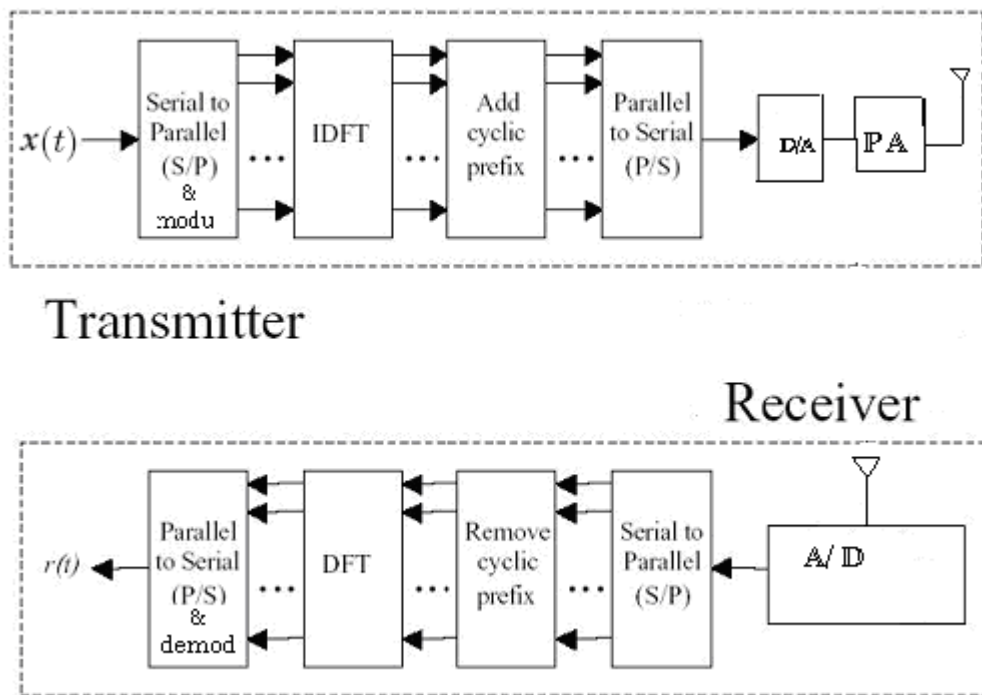 x(t)
Serial to
Parallel
(S/P)
&
modu
...
IDFT
...
Add
cyclic
prefix
...
Parallel
to Serial
(P/S)
D/A
PA
Transmitter
Receiver
r(t)
Parallel
to Serial
(P/S)
&
demod
...
DFT
...
Remove
cyclic
prefix
...
Serial to
Parallel
(S/P)
A/ D